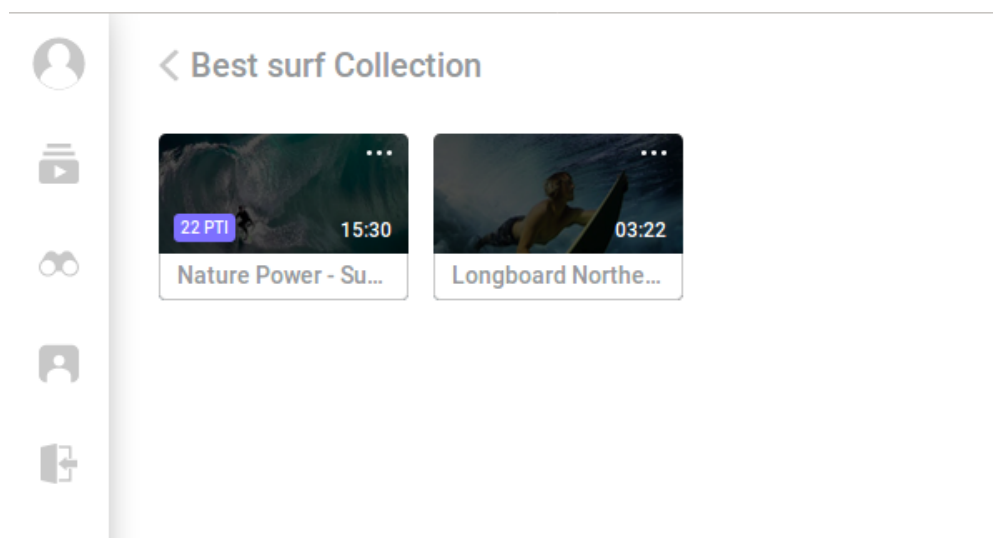 Best surf Collection
22 PTI
15:30
03:22
Nature Power - Su...
Longboard Northe...